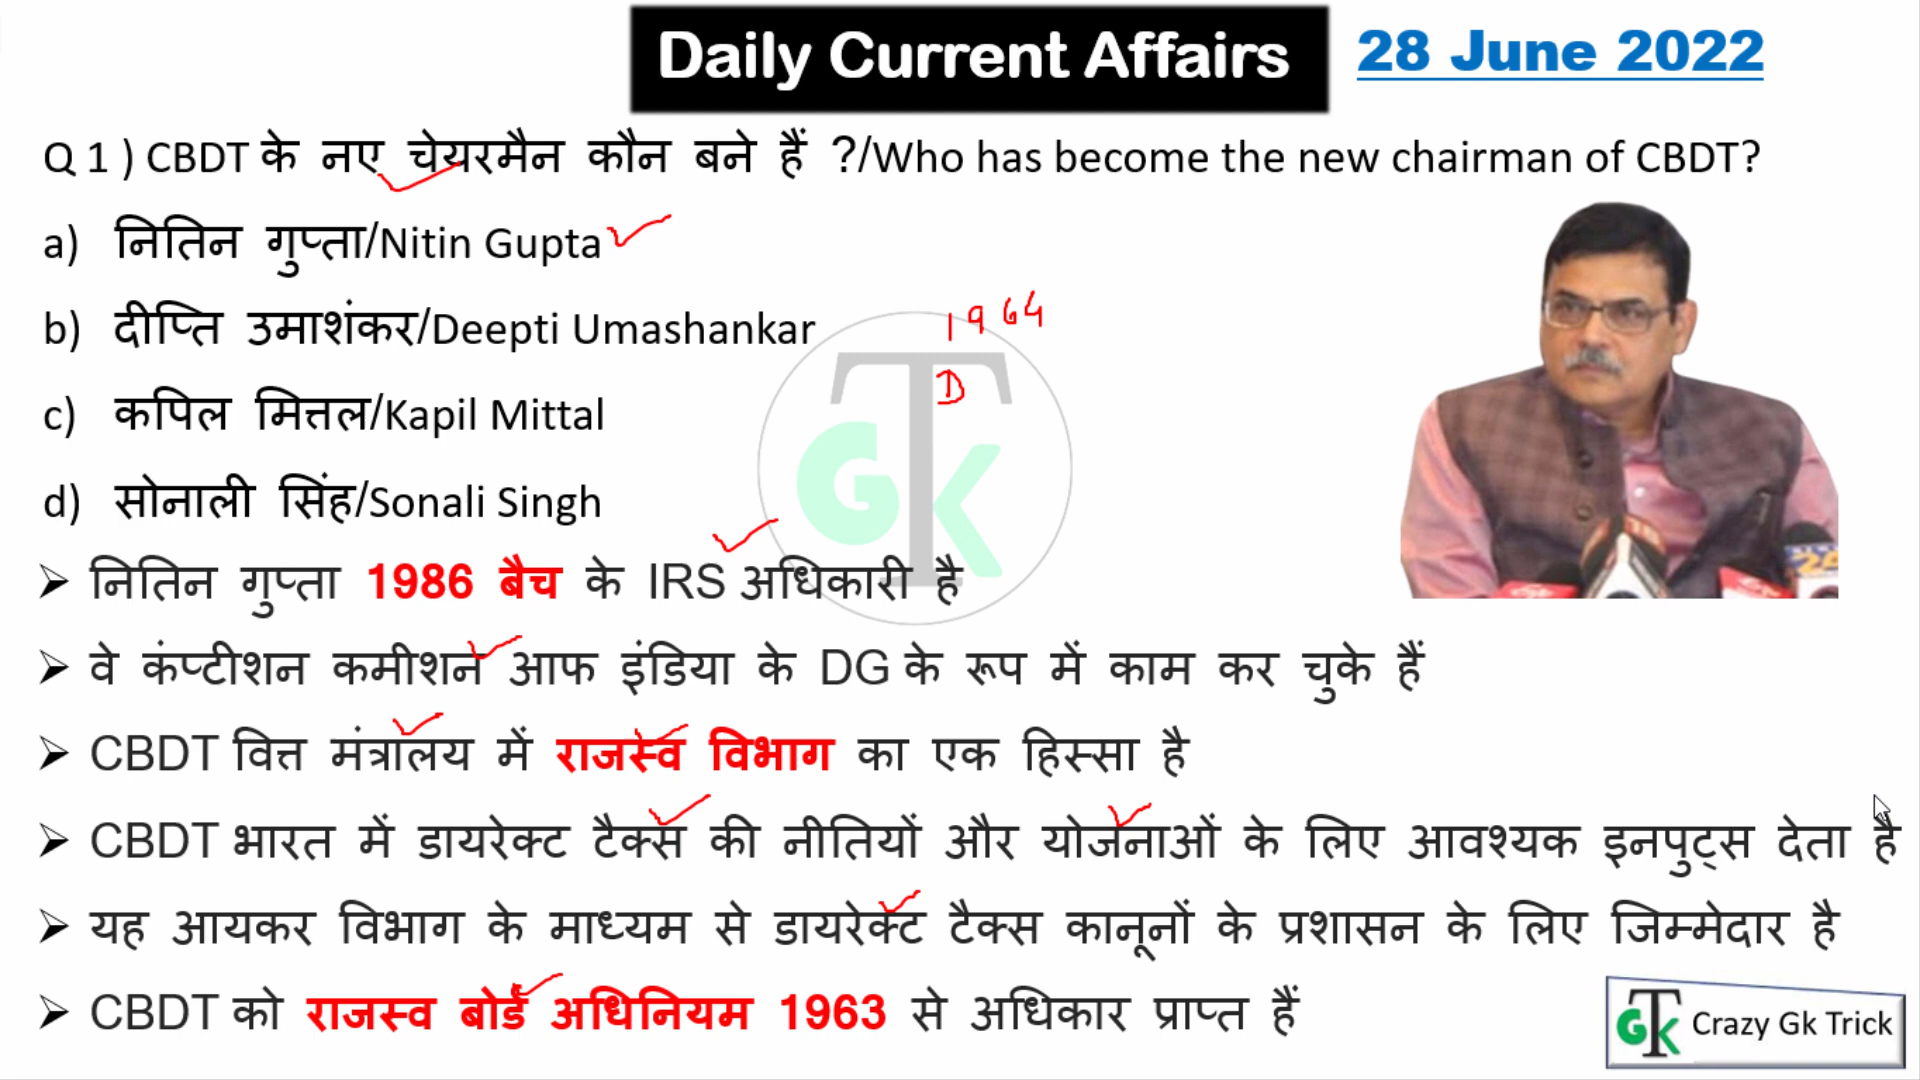 Daily Current Affairs 28 June 2022
Q 1 ) CBDT के नए चेयरमैन कौन बने हैं ?/Who has become the new chairman of CBDT?
a) नितिन गुप्ता/Nitin Gupta
b) दीप्ति उमाशंकर/Deepti Umashankar
1964
D
c) कपिल मित्तल/Kapil Mittal
d) सोनाली सिंह/Sonali Singh
GTK
➤ नितिन गुप्ता 1986 बैच के IRS अधिकारी है
➤ वे कंप्टीशन कमीशन आफ इंडिया के DG के रूप में काम कर चुके हैं
➤ CBDT वित्त मंत्रालय में राजस्व विभाग का एक हिस्सा है
➤ CBDT भारत में डायरेक्ट टैक्स की नीतियों और योजनाओं के लिए आवश्यक इनपुट्स देता है
➤ यह आयकर विभाग के माध्यम से डायरेक्ट टैक्स कानूनों के प्रशासन के लिए जिम्मेदार है
➤ CBDT को राजस्व बोर्ड अधिनियम 1963 से अधिकार प्राप्त हैं
GTK Crazy Gk Trick